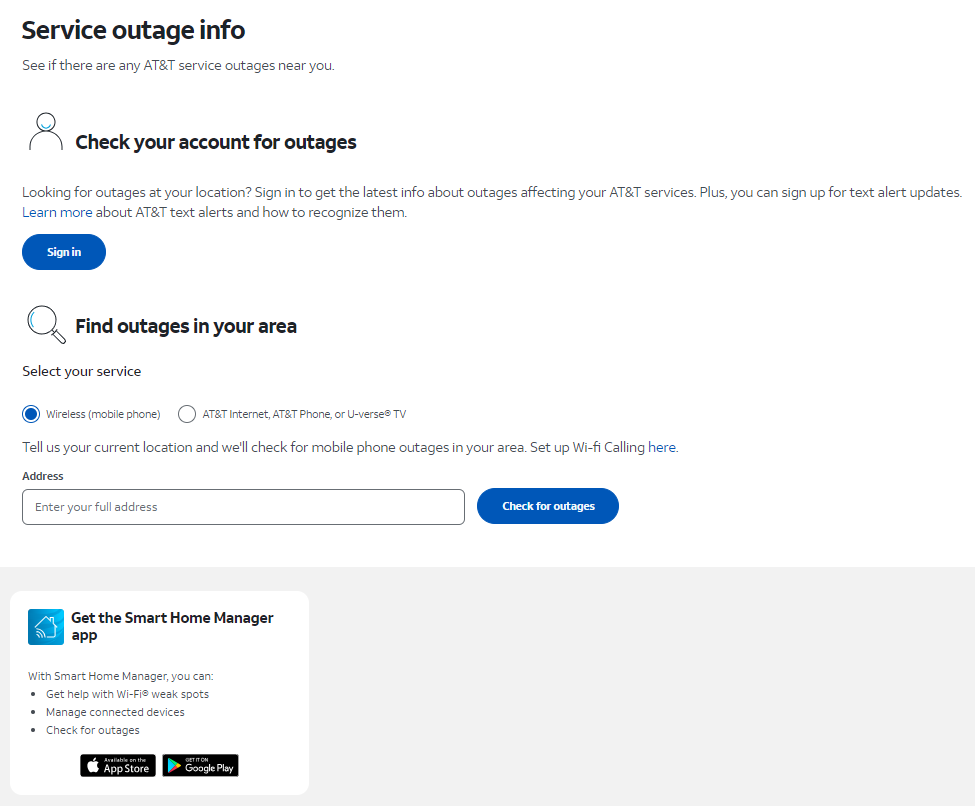 Service outage info
See if there are any AT&T service outages near you.
Check your account for outages
Looking for outages at your location? Sign in to get the latest info about outages affecting your AT&T services. Plus, you can sign up for text alert updates.
Learn more about AT&T text alerts and how to recognize them.
Sign in
Find outages in your area
Select your service
Wireless (mobile phone)
AT&T Internet, AT&T Phone, or U-verse® TV
Tell us your current location and we'll check for mobile phone outages in your area. Set up Wi-fi Calling here.
Address
Enter your full address
Check for outages
Get the Smart Home Manager
app
With Smart Home Manager, you can:
Get help with Wi-Fi® weak spots
Manage connected devices
Check for outages
Available on the
App Store
GET IT ON
Google Play